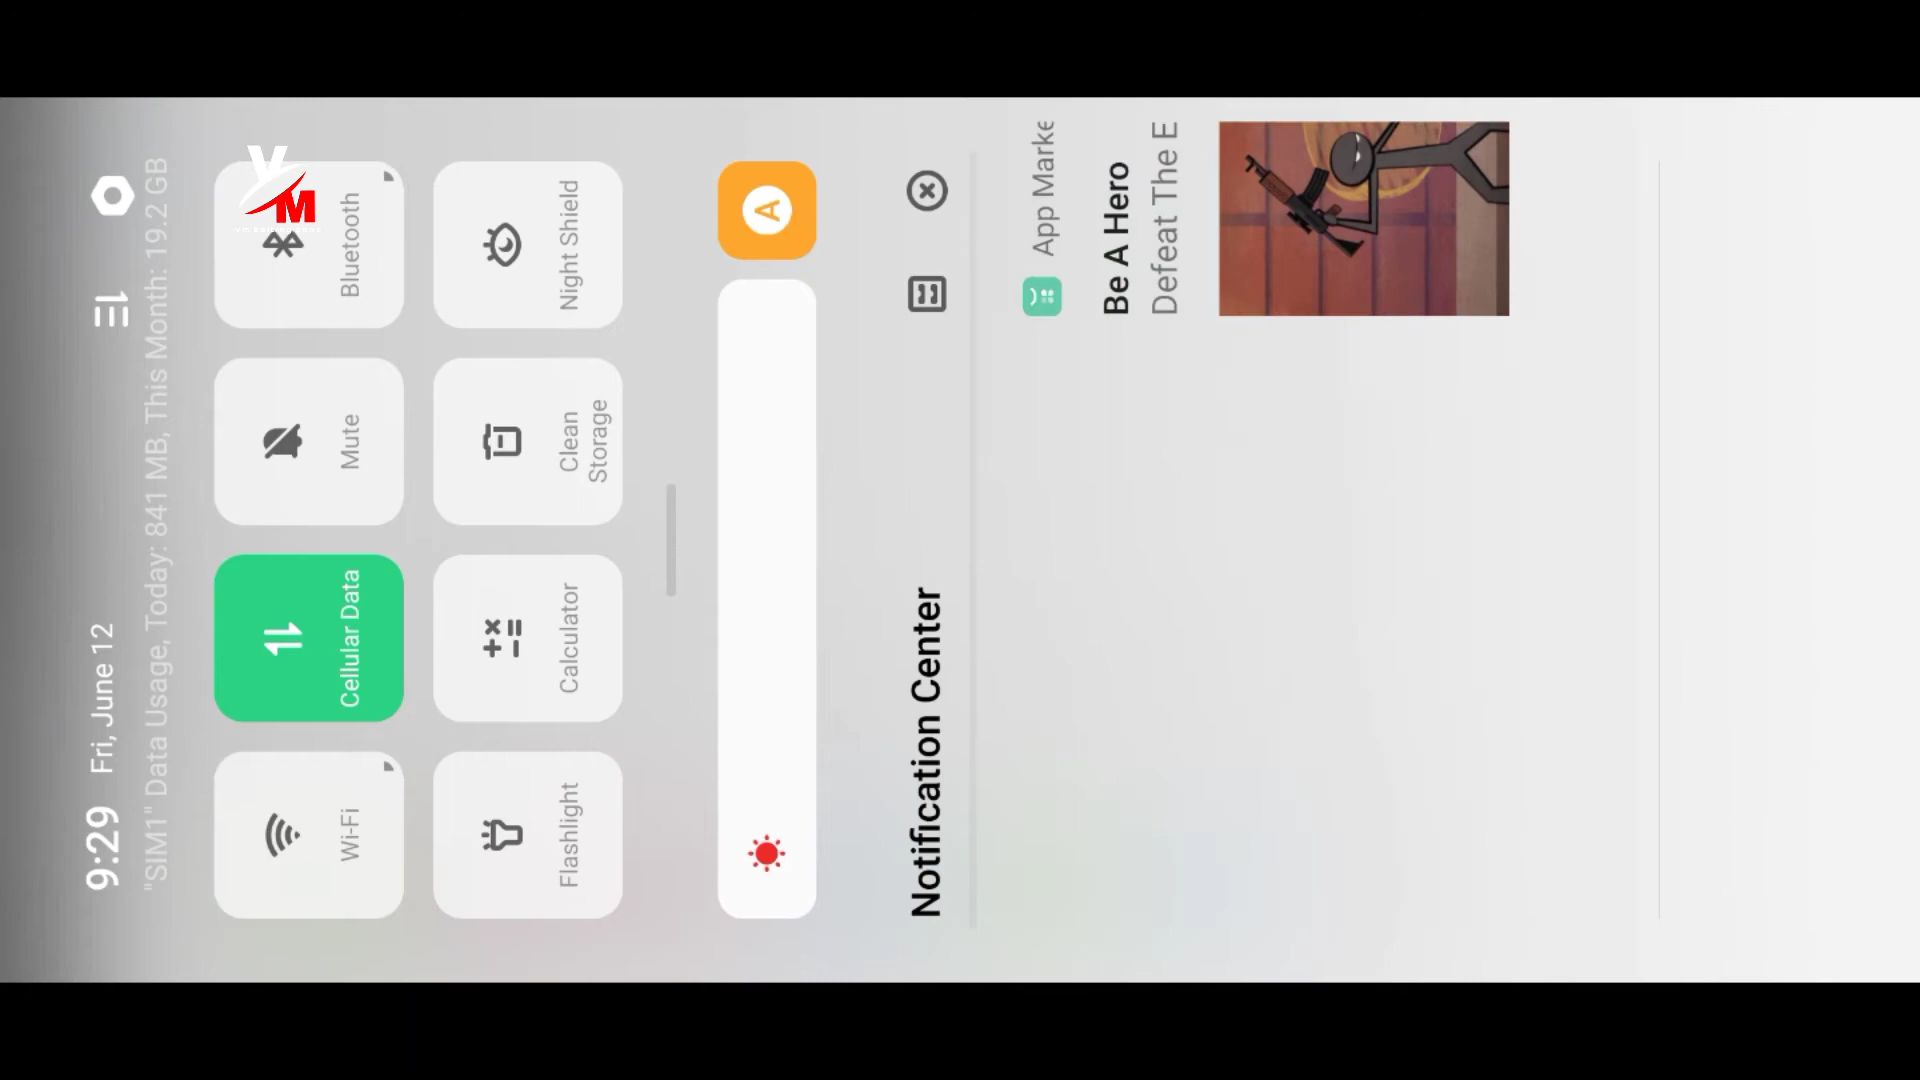 9:29 Fri, June 12
"SIM1" Data Usage, Today: 841 MB, This Month: 19.2 GB
Wi-Fi
Cellular Data
Mute
Bluetooth
Flashlight
Calculator
Clean
Storage
Night Shield
A
Notification Center
App Marke
Be A Hero
Defeat The E
VM